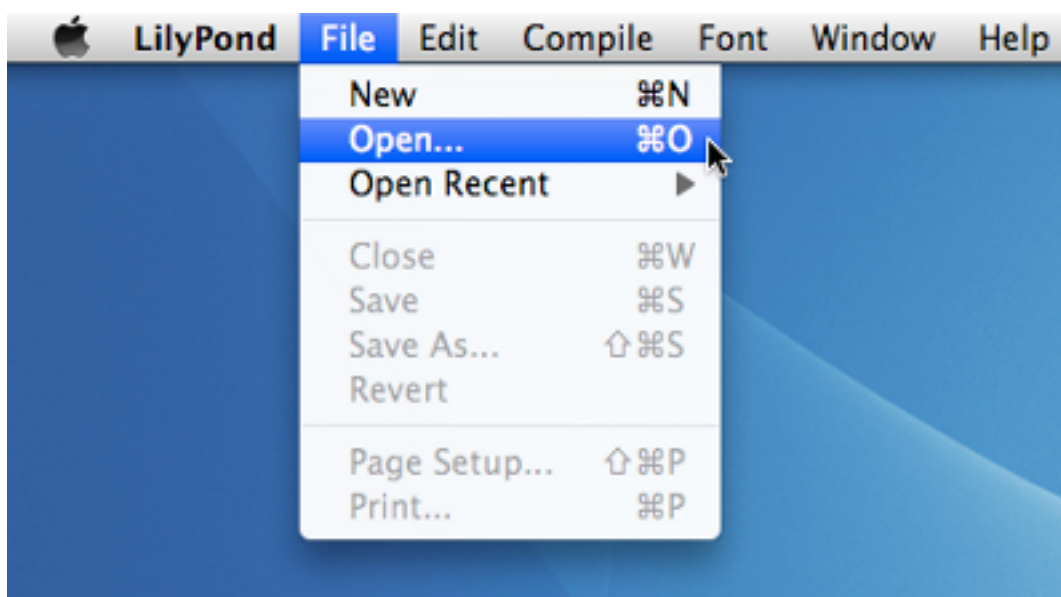 LilyPond File Edit Compile Font Window Help
New ⌘N
Open... ⌘O
Open Recent ▶
Close ⌘W
Save ⌘S
Save As... ⇧⌘S
Revert
Page Setup... ⇧⌘P
Print... ⌘P